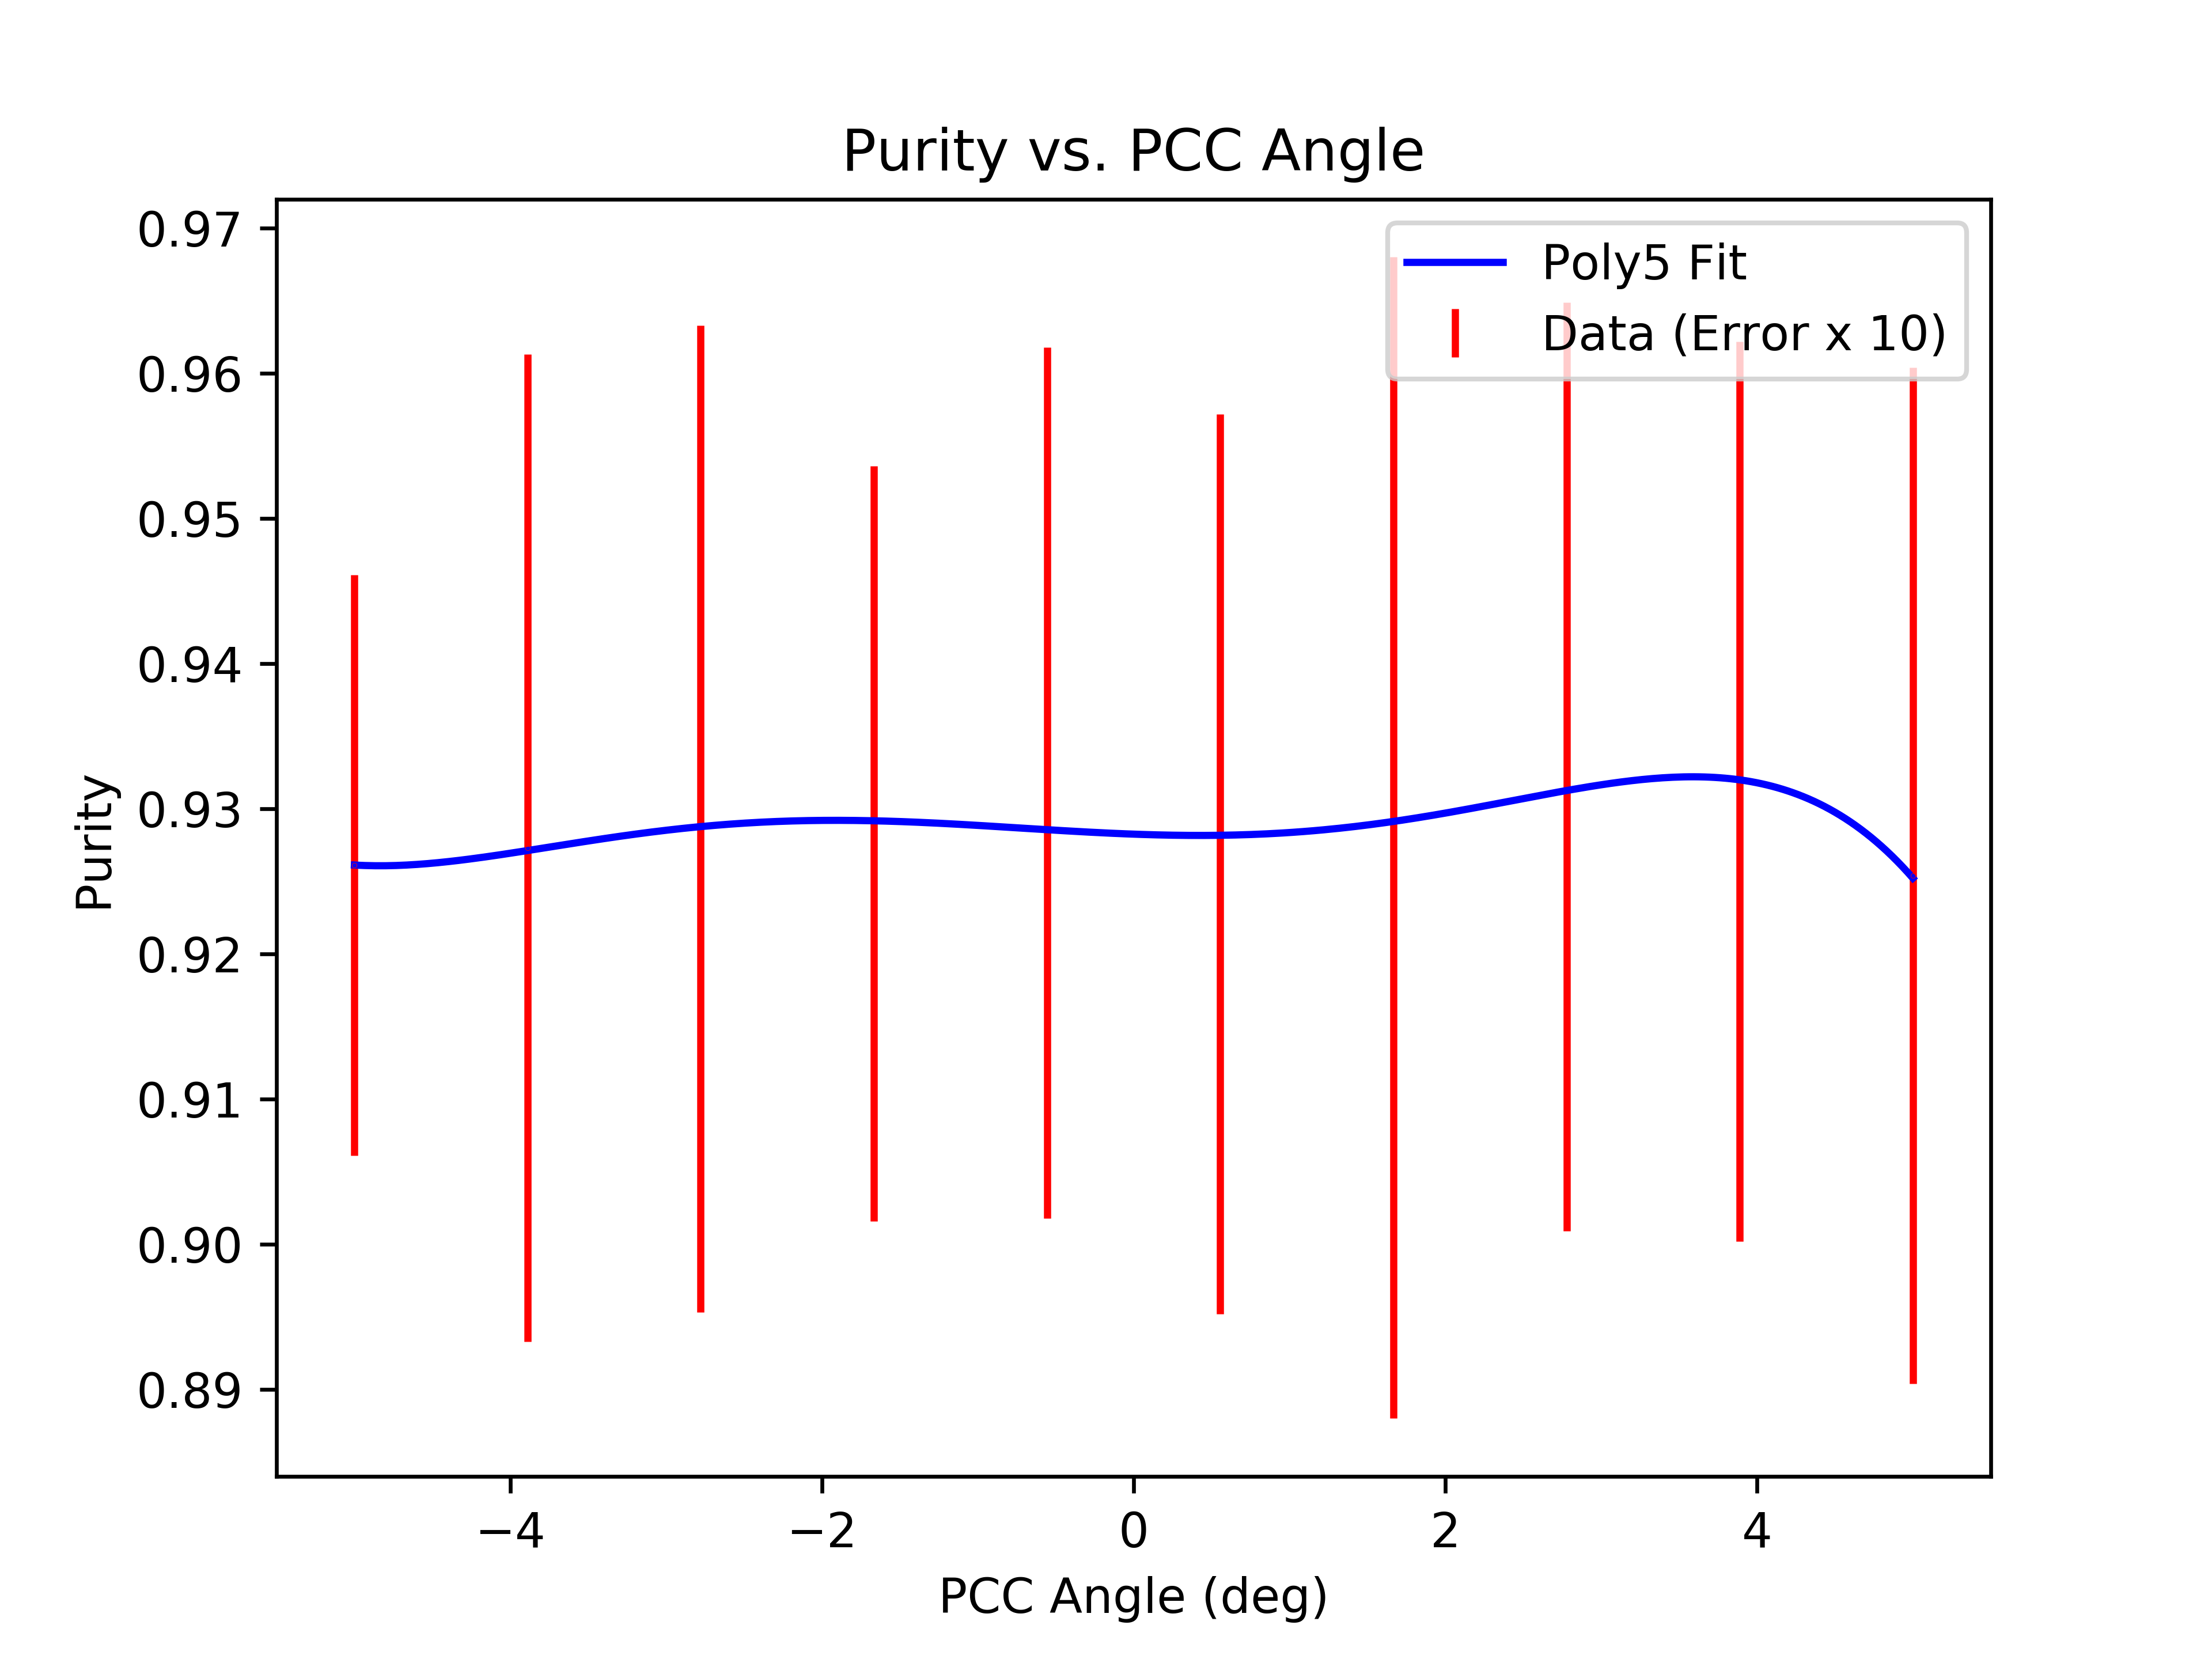 Purity vs. PCC Angle
Poly5 Fit
Data (Error x 10)
0.97
0.96
0.95
0.94
0.93
0.92
0.91
0.90
0.89
Purity
−4
−2
0
2
4
PCC Angle (deg)